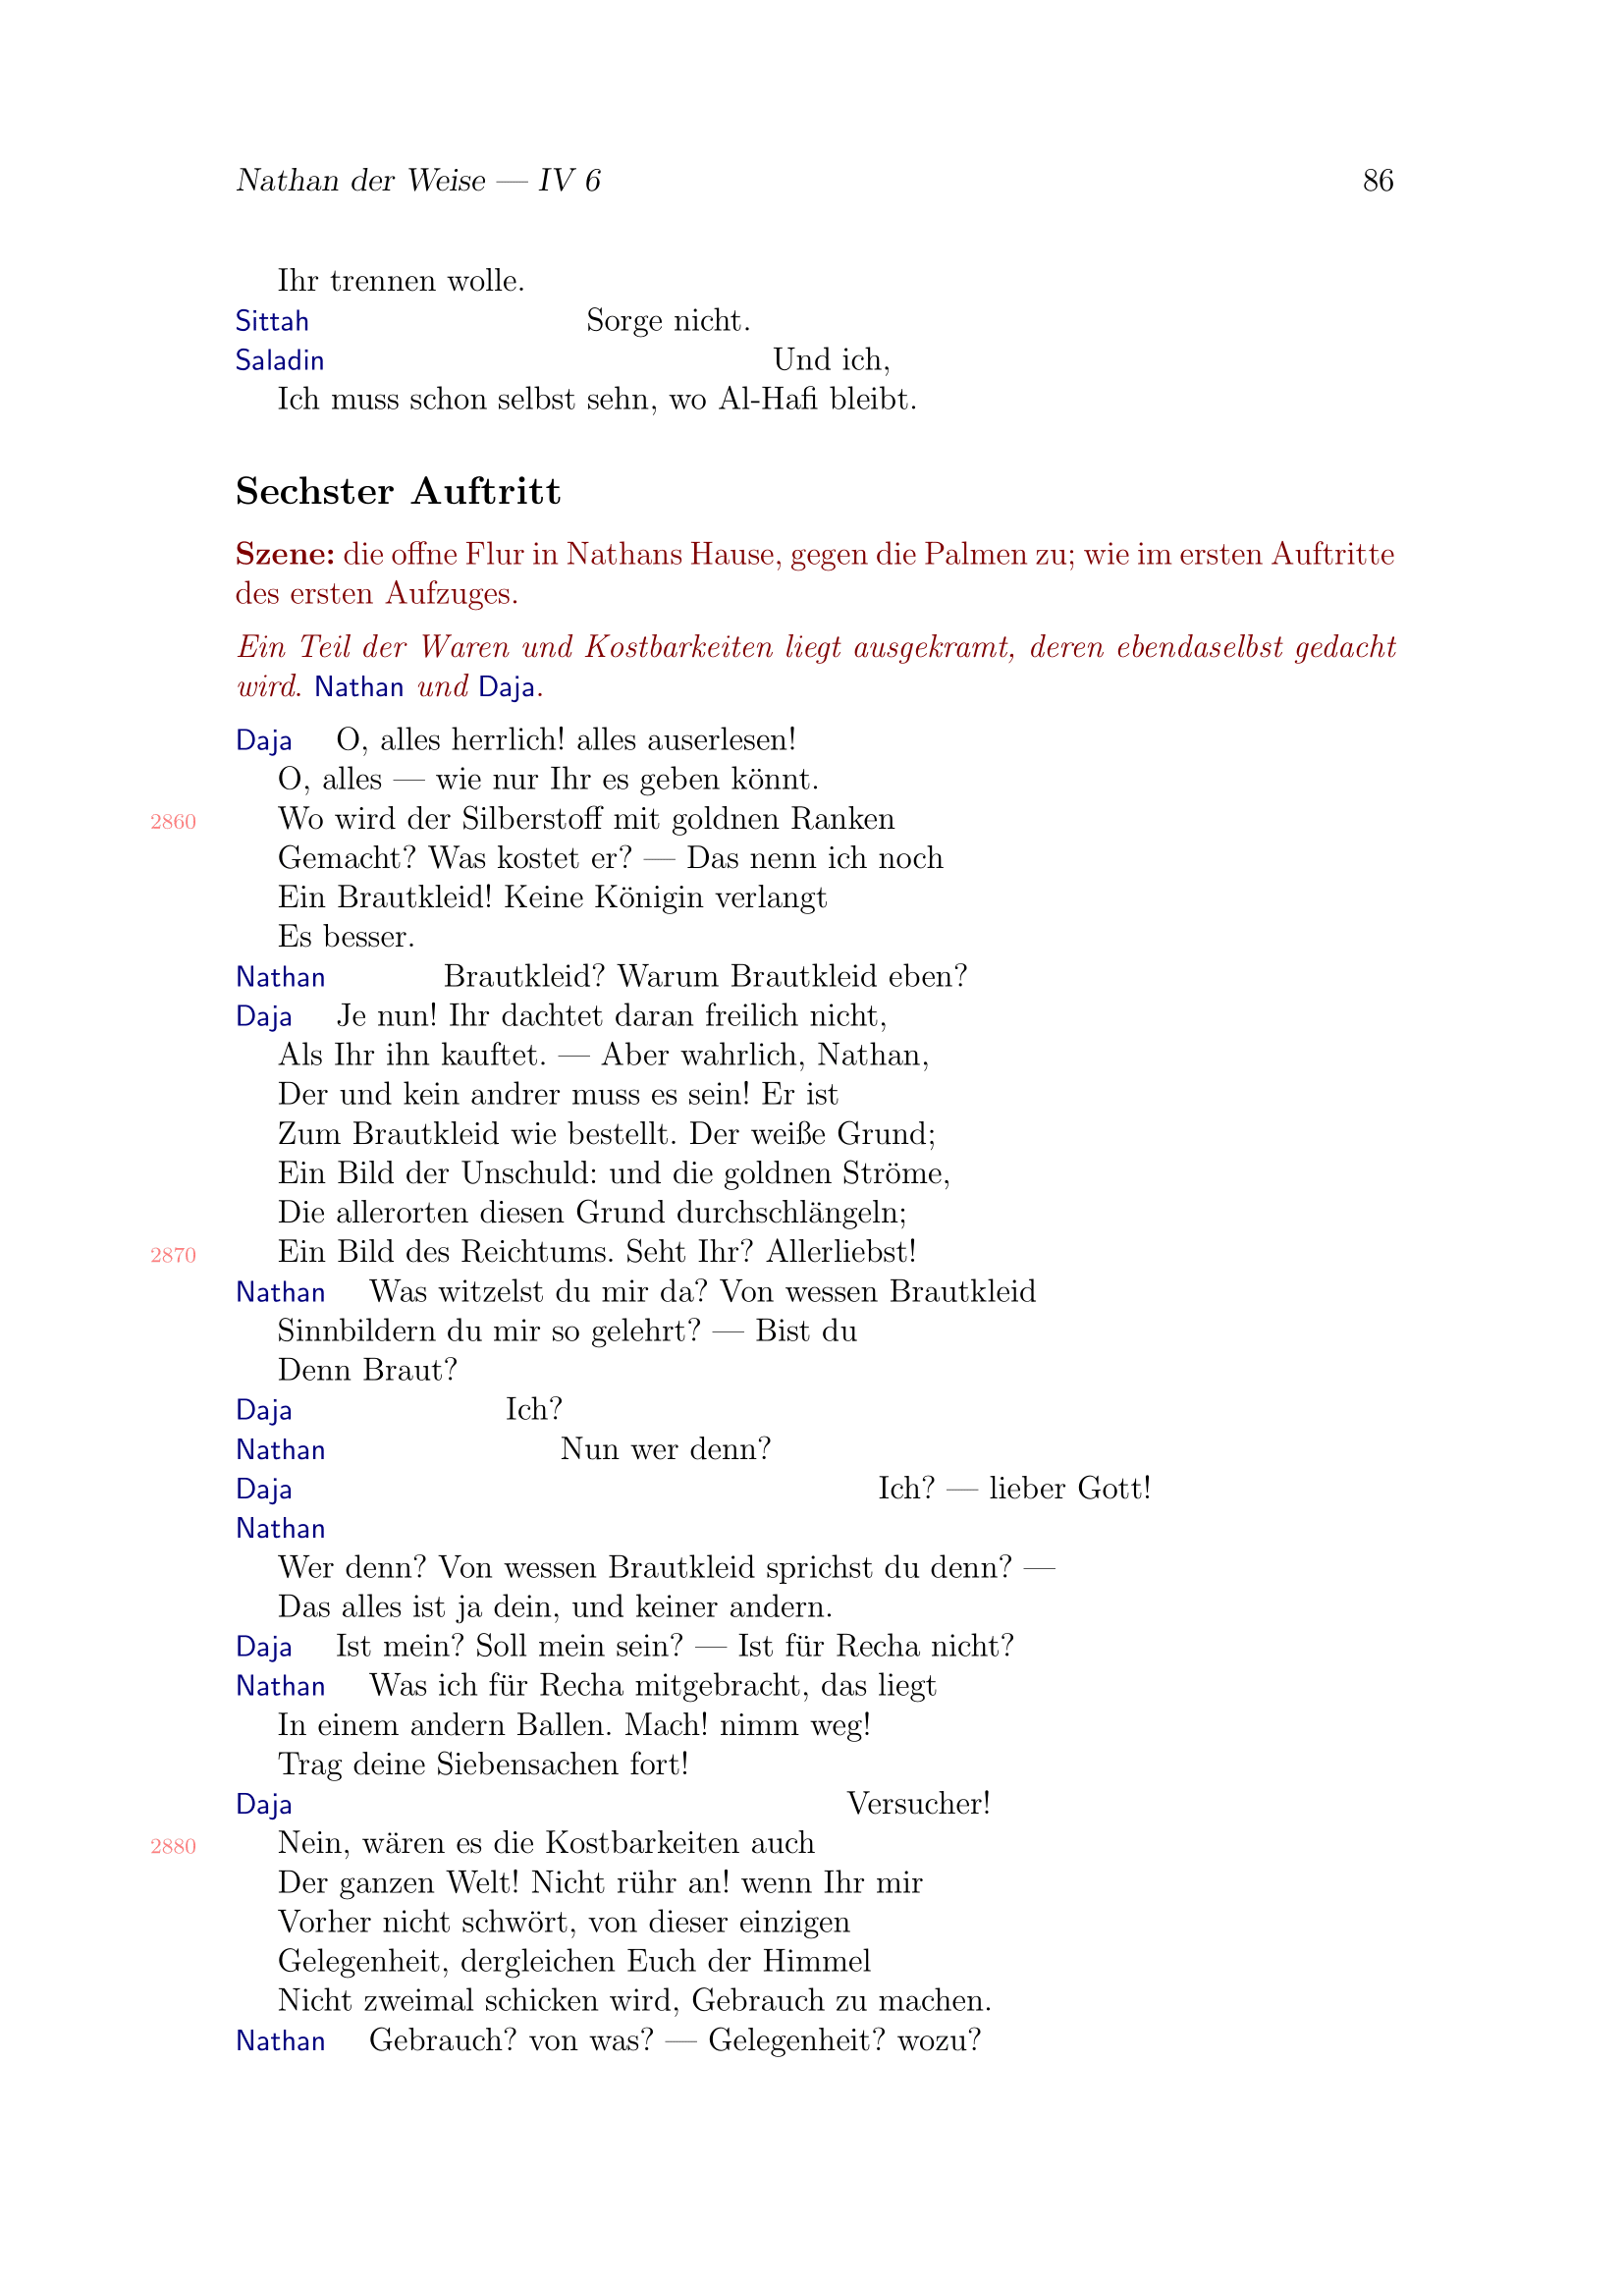 Nathan der Weise — IV 6 86
Ihr trennen wolle.
Sittah Sorge nicht.
Saladin Und ich,
Ich muss schon selbst sehn, wo Al-Hafi bleibt.
Sechster Auftritt
Szene: die offne Flur in Nathans Hause, gegen die Palmen zu; wie im ersten Auftritte
des ersten Aufzuges.
Ein Teil der Waren und Kostbarkeiten liegt ausgekramt, deren ebendaselbst gedacht
wird. Nathan und Daja.
Daja O, alles herrlich! alles auserlesen!
O, alles — wie nur Ihr es geben könnt.
2860 Wo wird der Silberstoff mit goldnen Ranken
Gemacht? Was kostet er? — Das nenn ich noch
Ein Brautkleid! Keine Königin verlangt
Es besser.
Nathan Brautkleid? Warum Brautkleid eben?
Daja Je nun! Ihr dachtet daran freilich nicht,
Als Ihr ihn kauftet. — Aber wahrlich, Nathan,
Der und kein andrer muss es sein! Er ist
Zum Brautkleid wie bestellt. Der weiße Grund;
Ein Bild der Unschuld: und die goldnen Ströme,
Die allerorten diesen Grund durchschlängeln;
2870 Ein Bild des Reichtums. Seht Ihr? Allerliebst!
Nathan Was witzelst du mir da? Von wessen Brautkleid
Sinnbildern du mir so gelehrt? — Bist du
Denn Braut?
Daja Ich?
Nathan Nun wer denn?
Daja Ich? — lieber Gott!
Nathan
Wer denn? Von wessen Brautkleid sprichst du denn? —
Das alles ist ja dein, und keiner andern.
Daja Ist mein? Soll mein sein? — Ist für Recha nicht?
Nathan Was ich für Recha mitgebracht, das liegt
In einem andern Ballen. Mach! nimm weg!
Trag deine Siebensachen fort!
Daja Versucher!
2880 Nein, wären es die Kostbarkeiten auch
Der ganzen Welt! Nicht rühr an! wenn Ihr mir
Vorher nicht schwört, von dieser einzigen
Gelegenheit, dergleichen Euch der Himmel
Nicht zweimal schicken wird, Gebrauch zu machen.
Nathan Gebrauch? von was? — Gelegenheit? wozu?